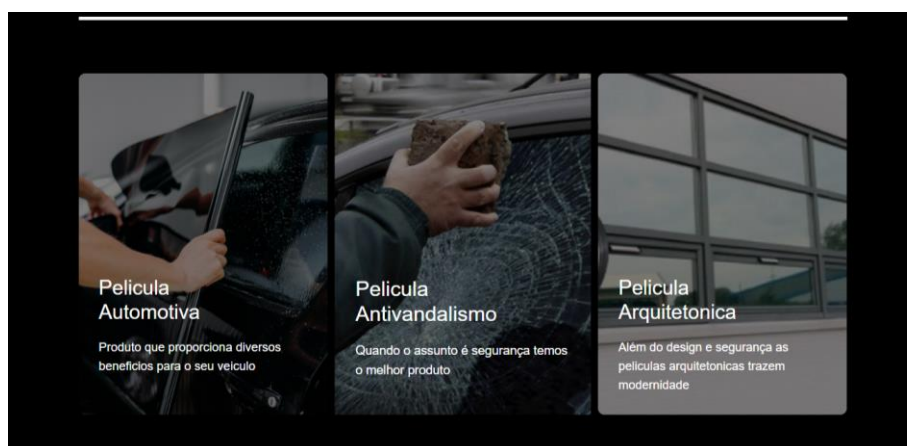 Pelicula
Automotiva
Produto que proporciona diversos
beneficios para o seu veiculo
Pelicula
Antivandalismo
Quando o assunto é segurança temos
o melhor produto
Pelicula
Arquitetonica
Além do design e segurança as
peliculas arquitetonicas trazem
modernidade